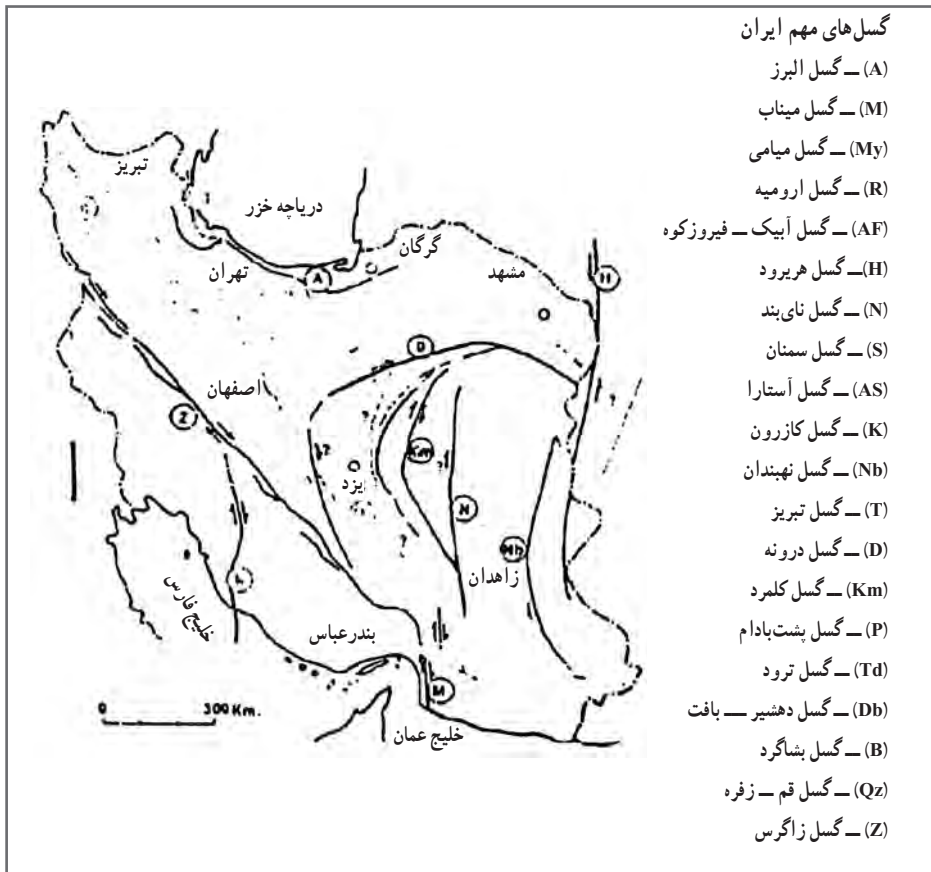 گسل‌های مهم ایران
(A) ــ گسل البرز
(M) ــ گسل میناب
(My) ــ گسل میامی
(R) ــ گسل ارومیه
(AF) ــ گسل آبیک ــ فیروزکوه
(H) ــ گسل هریرود
(N) ــ گسل نای‌بند
(S) ــ گسل سمنان
(AS) ــ گسل آستارا
(K) ــ گسل کازرون
(Nb) ــ گسل نهبندان
(T) ــ گسل تبریز
(D) ــ گسل درونه
(Km) ــ گسل کلمرد
(P) ــ گسل پشت‌بادام
(Td) ــ گسل ترود
(Db) ــ گسل دهشیر ــ بافت
(B) ــ گسل بشاگرد
(Qz) ــ گسل قم ــ زفره
(Z) ــ گسل زاگرس
تبریز
دریاچه خزر
گرگان
تهران
مشهد
A
H
D
اصفهان
Z
Km
یزد
N
Nb
زاهدان
خلیج فارس
بندرعباس
M
0 300 Km.
خلیج عمان